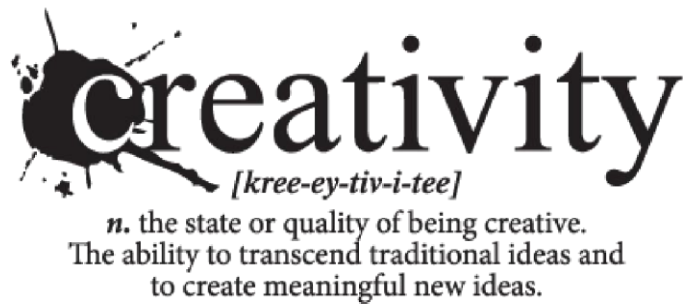 creativity
[kree-ey-tiv-i-tee]
n. the state or quality of being creative.
The ability to transcend traditional ideas and
to create meaningful new ideas.